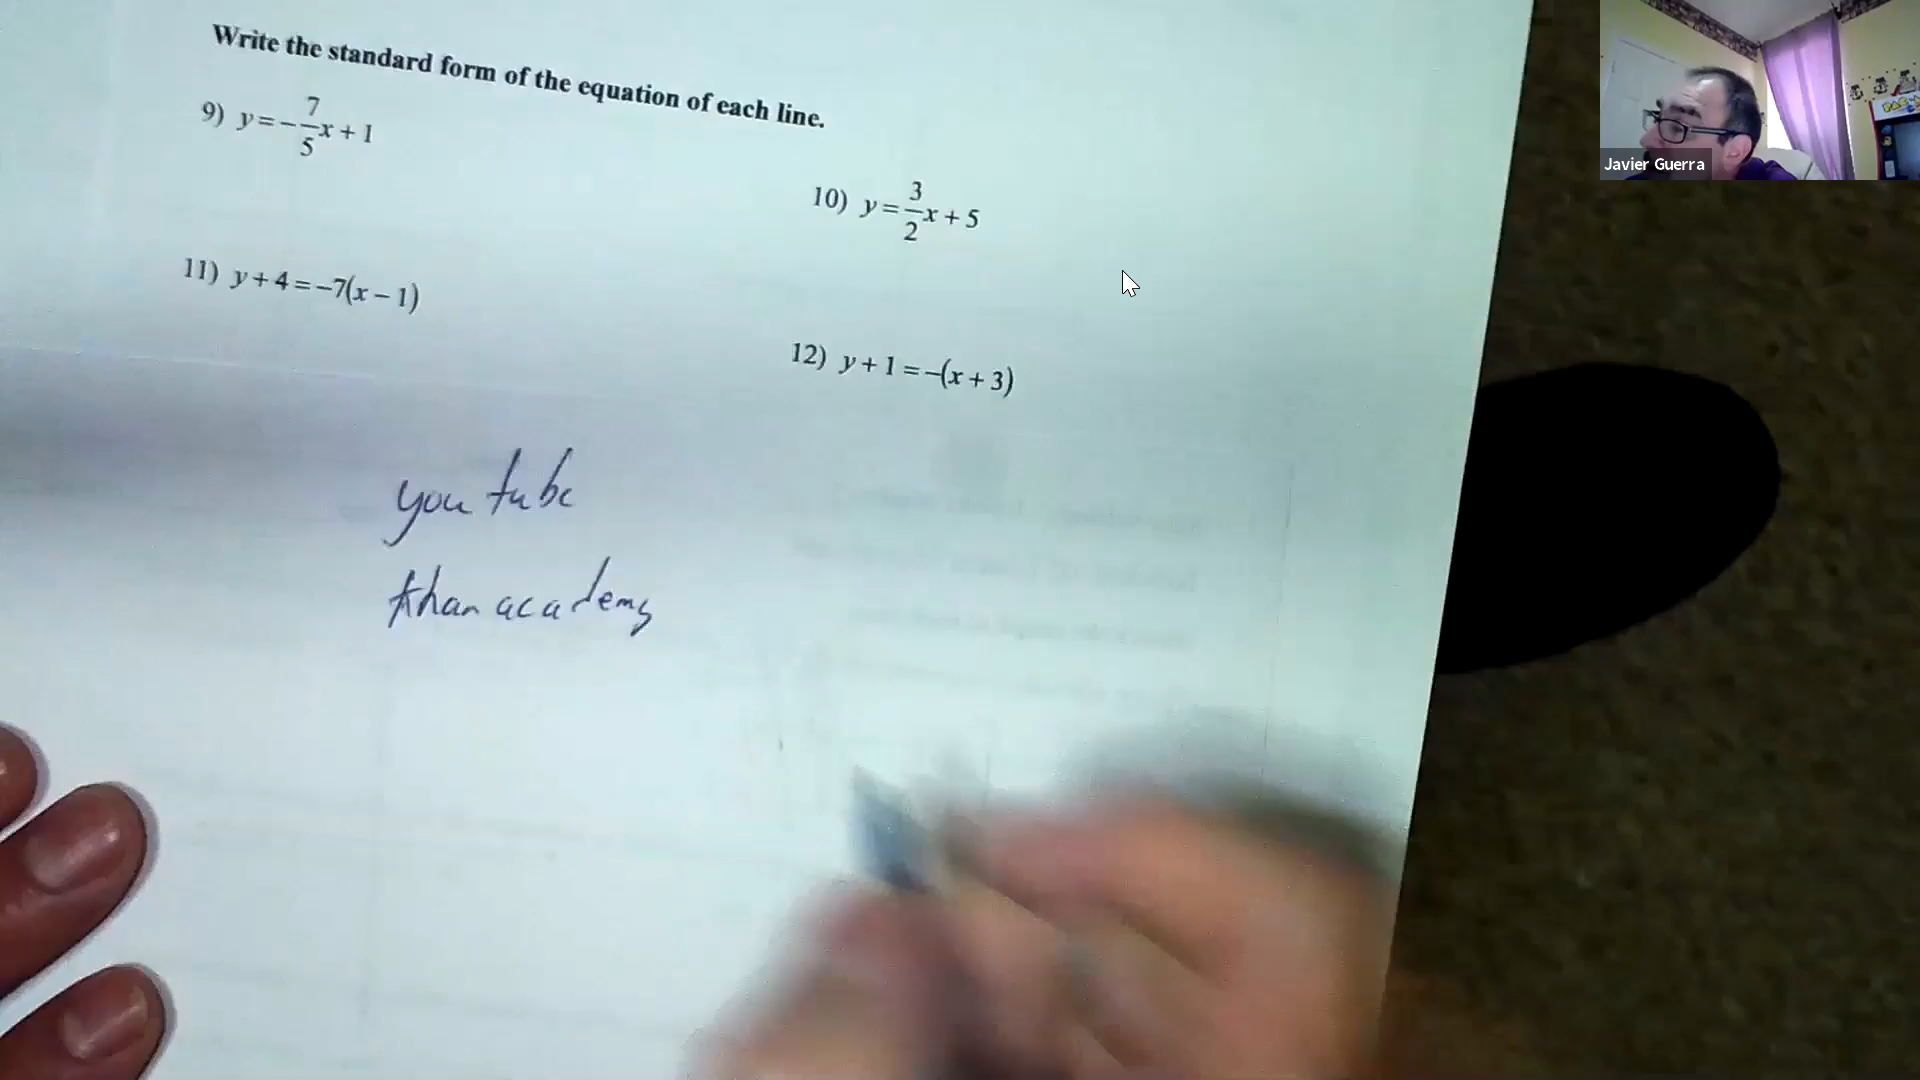 Write the standard form of the equation of each line.
9) y = -7/5x + 1
10) y = 3/2x + 5
11) y + 4 = -7(x - 1)
12) y + 1 = -(x + 3)
you tube
khan academy
Javier Guerra